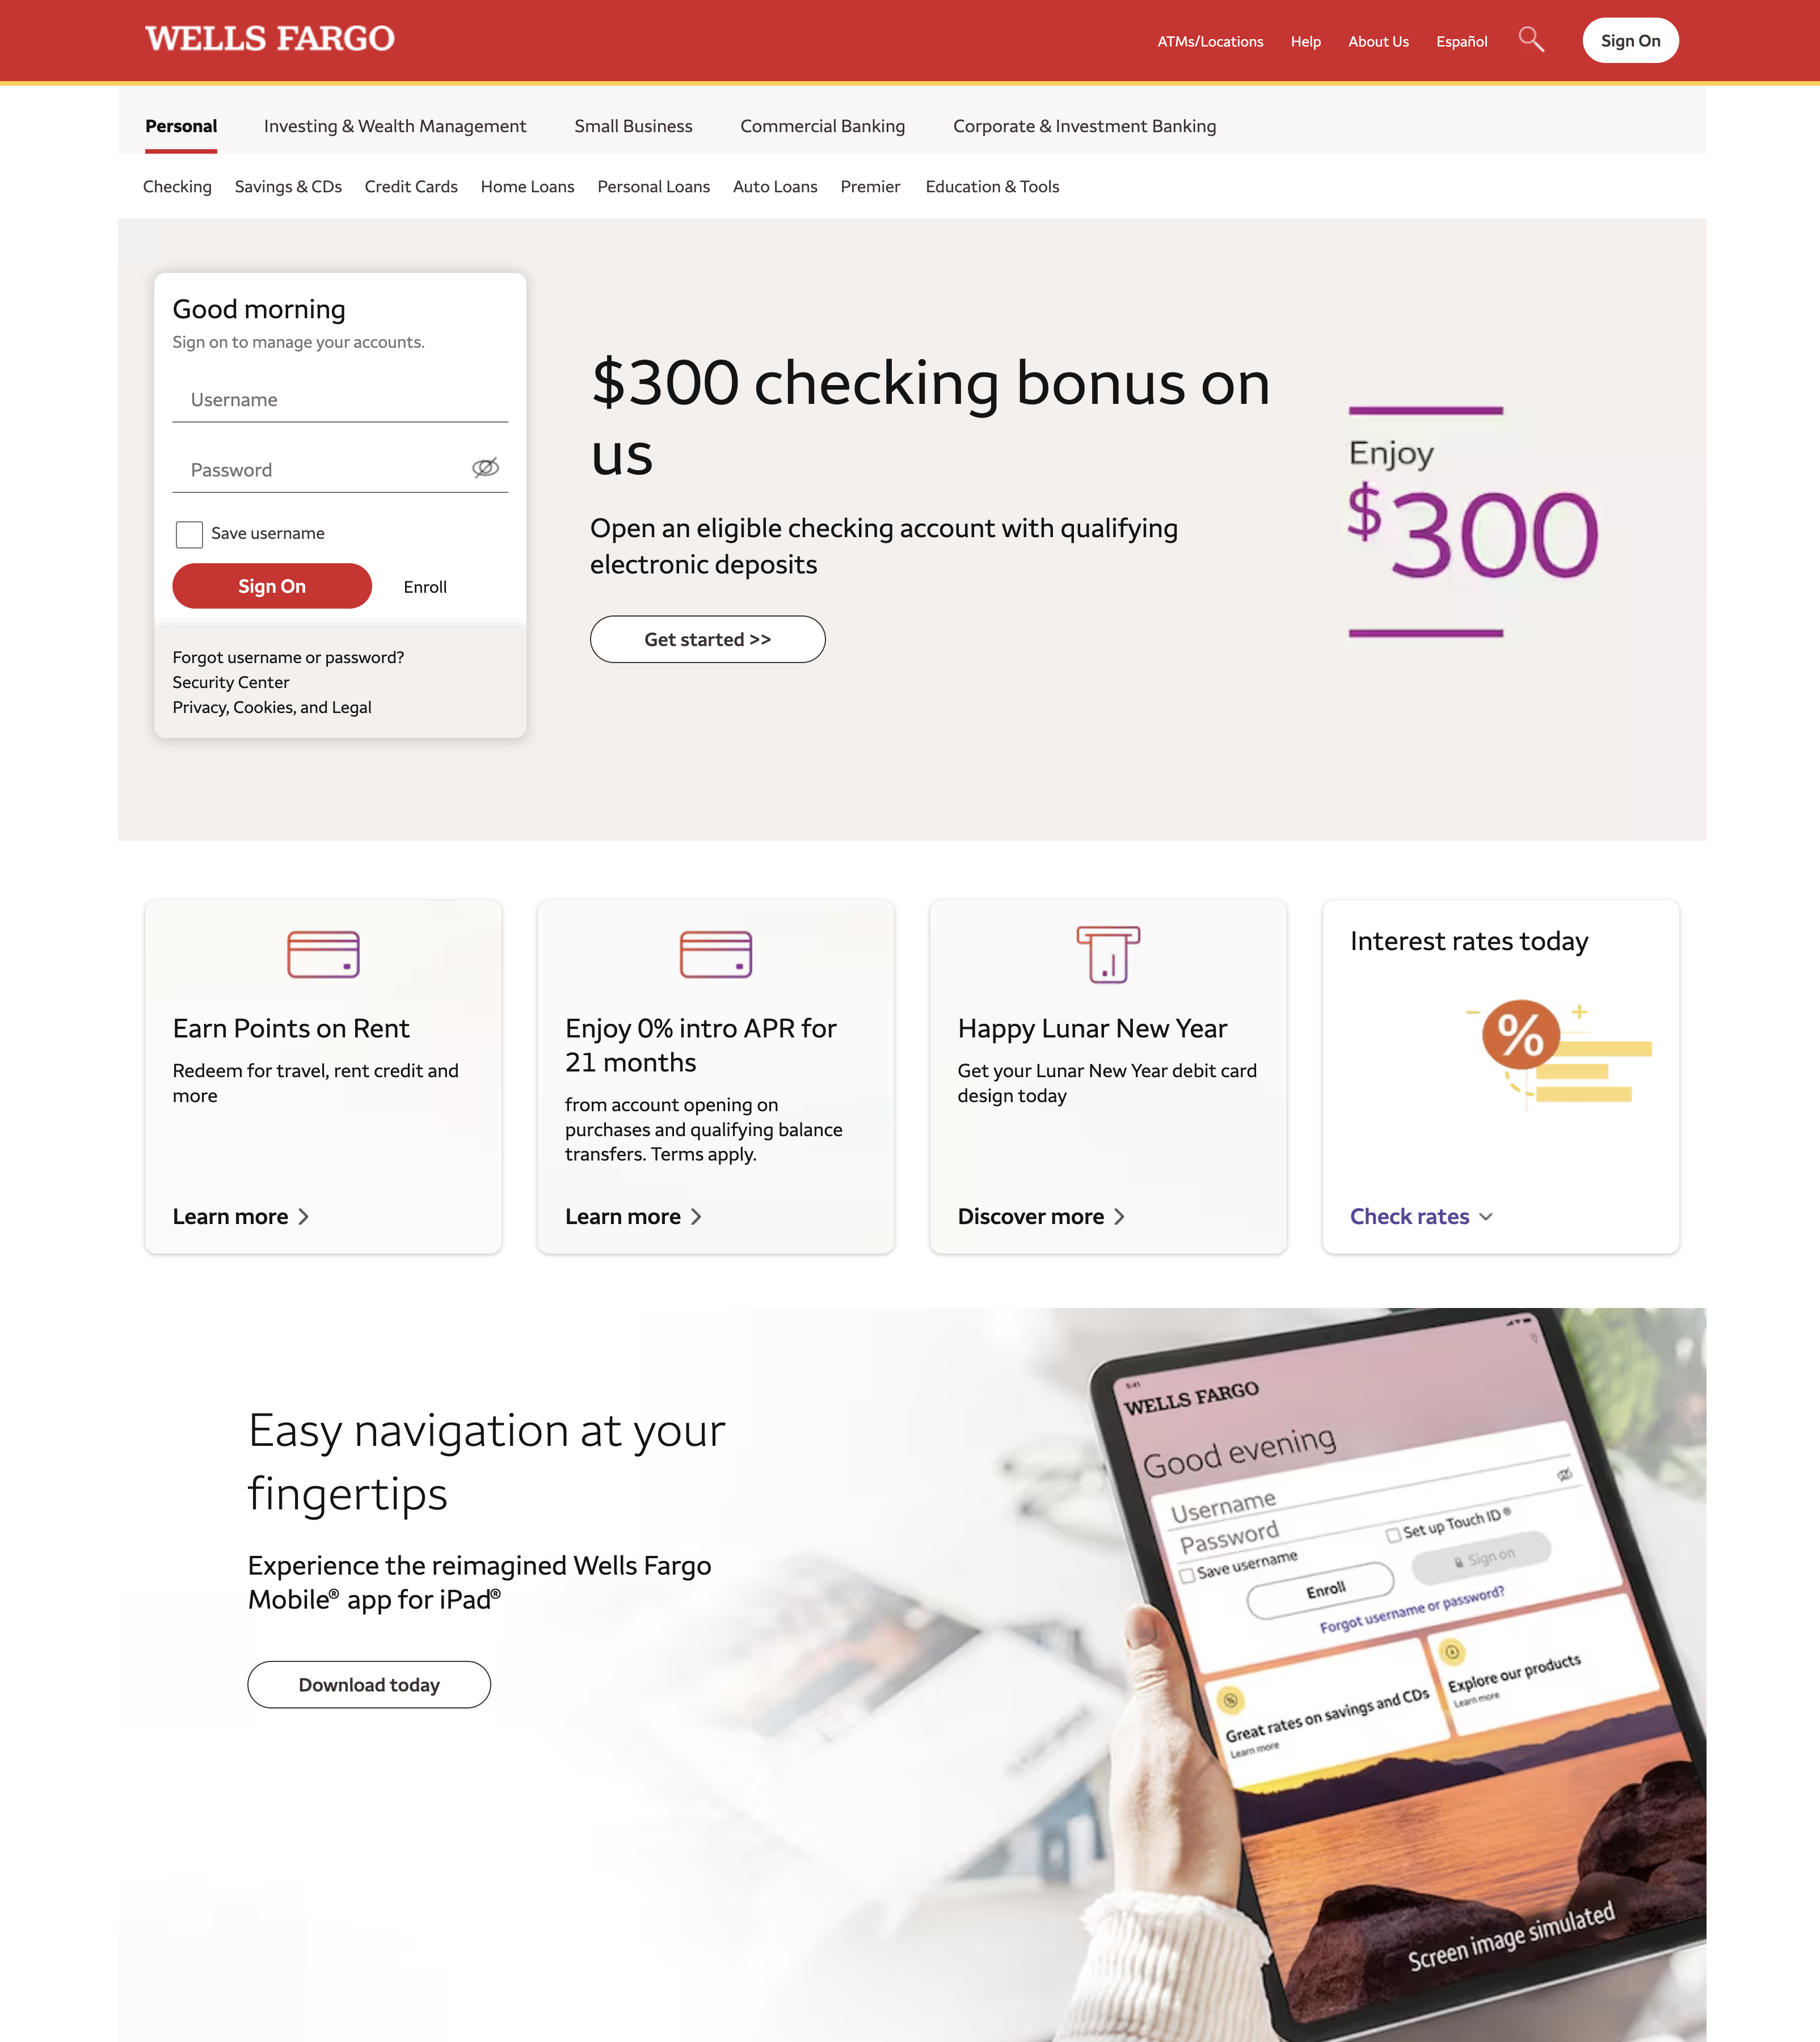 WELLS FARGO
ATMs/Locations Help About Us Español Sign On
Personal Investing & Wealth Management Small Business Commercial Banking Corporate & Investment Banking
Checking Savings & CDs Credit Cards Home Loans Personal Loans Auto Loans Premier Education & Tools
Good morning
Sign on to manage your accounts.
Username
Password
Save username
Sign On Enroll
Forgot username or password?
Security Center
Privacy, Cookies, and Legal
$300 checking bonus on
us
Open an eligible checking account with qualifying
electronic deposits
Get started >>
Enjoy
$300
Earn Points on Rent
Redeem for travel, rent credit and
more
Learn more
Enjoy 0% intro APR for
21 months
from account opening on
purchases and qualifying balance
transfers. Terms apply.
Learn more
Happy Lunar New Year
Get your Lunar New Year debit card
design today
Discover more
Interest rates today
%
Check rates
Easy navigation at your
fingertips
Experience the reimagined Wells Fargo
Mobile® app for iPad®
Download today
5:41
WELLS FARGO
Good evening
Username
Password
Save username Set up Touch ID®
Enroll Sign on
Forgot username or password?
Great rates on savings and CDs
Learn more
Explore our products
Learn more
Screen image simulated